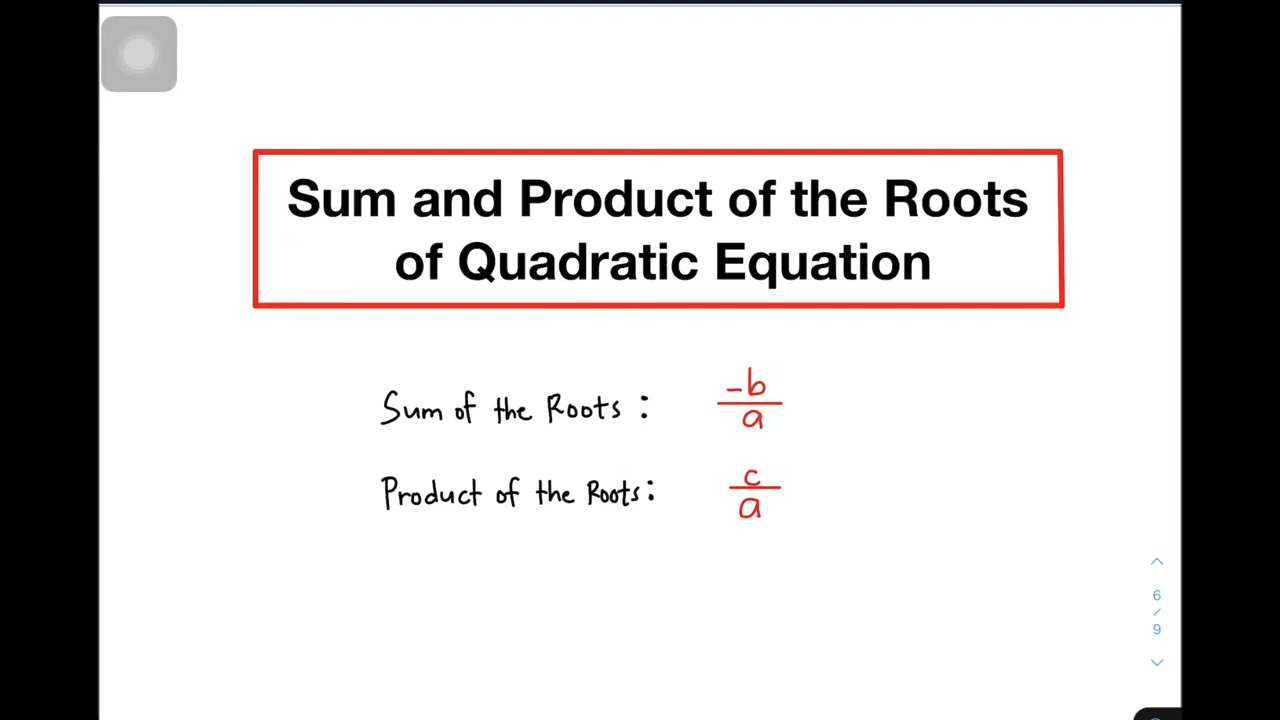 Sum and Product of the Roots
of Quadratic Equation
Sum of the Roots : -b/a
Product of the Roots: c/a
6
/
9